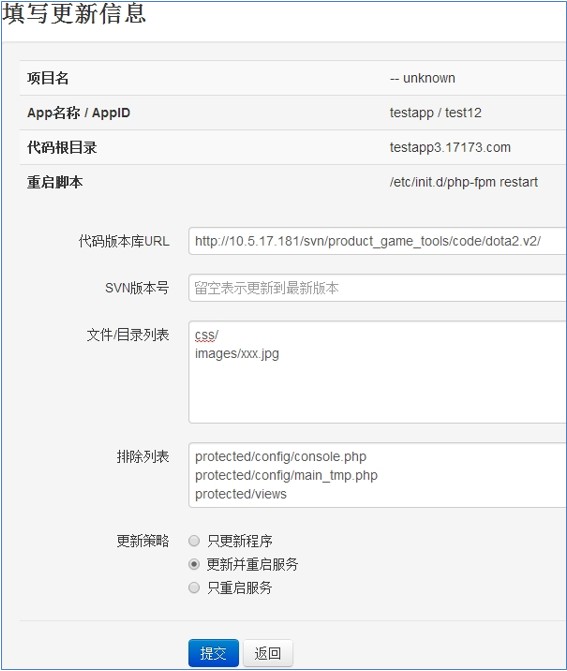 填写更新信息
项目名 -- unknown
App名称 / AppID testapp / test12
代码根目录 testapp3.17173.com
重启脚本 /etc/init.d/php-fpm restart
代码版本库URL http://10.5.17.181/svn/product_game_tools/code/dota2.v2/
SVN版本号 留空表示更新到最新版本
文件/目录列表 css/
images/xxx.jpg
排除列表 protected/config/console.php
protected/config/main_tmp.php
protected/views
更新策略 只更新程序
更新并重启服务
只重启服务
提交 返回